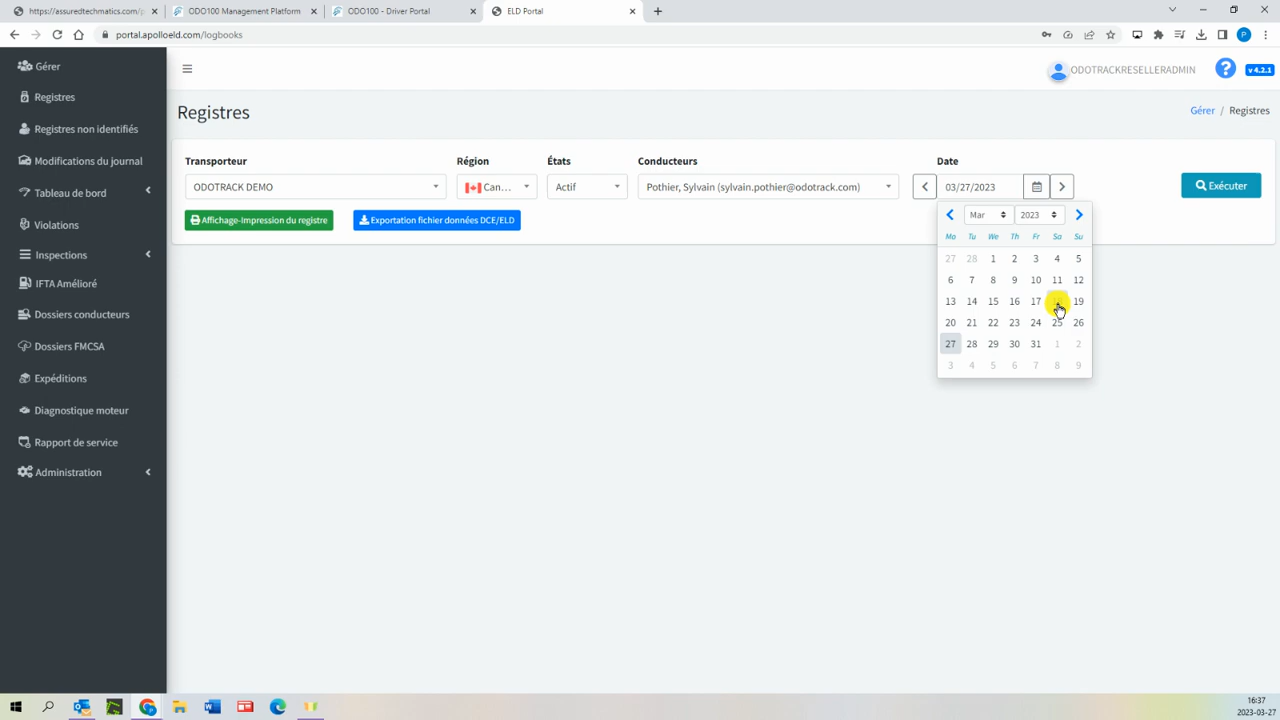 https://assuredtechmatics.com/p
ODO100 Management Platform
ODO100 - Driver Portal
ELD Portal
portal.apolloeld.com/logbooks
P
Gérer
Registres
Registres non identifiés
Modifications du journal
Tableau de bord
Violations
Inspections
IFTA Amélioré
Dossiers conducteurs
Dossiers FMCSA
Expéditions
Diagnostique moteur
Rapport de service
Administration
ODOTRACKRESELLERADMIN
?
v 4.2.1
Registres
Gérer / Registres
Transporteur Région États Conducteurs Date
ODOTRACK DEMO Can... Actif Pothier, Sylvain (sylvain.pothier@odotrack.com) 03/27/2023 Exécuter
Affichage-Impression du registre Exportation fichier données DCE/ELD
Mar 2023
Mo Tu We Th Fr Sa Su
27 28 1 2 3 4 5
6 7 8 9 10 11 12
13 14 15 16 17 18 19
20 21 22 23 24 25 26
27 28 29 30 31 1 2
3 4 5 6 7 8 9
16:37
2023-03-27